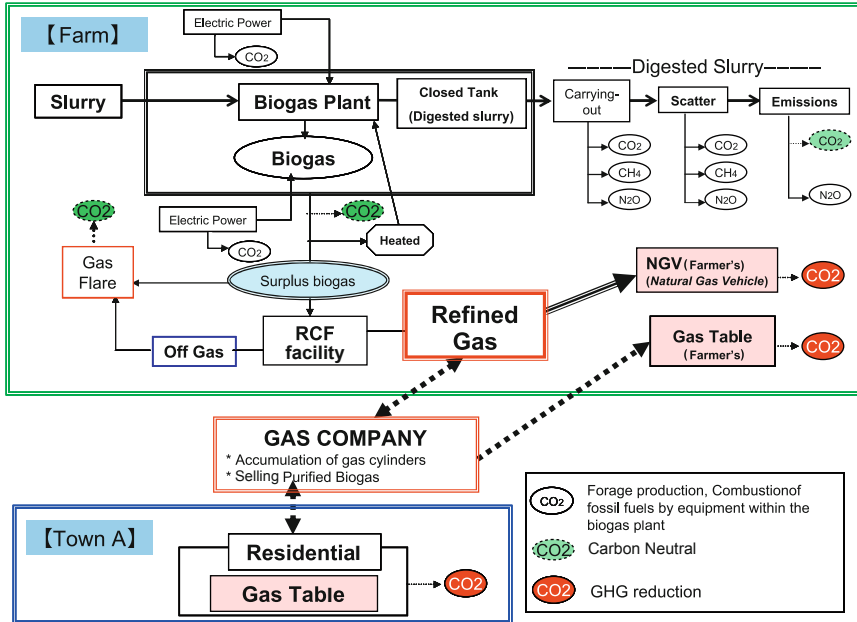 【Farm】
Electric Power
CO2
Slurry
Biogas Plant
Closed Tank
(Digested slurry)
Digested Slurry
Carrying-
out
Scatter
Emissions
CO2
CH4
N2O
CO2
CH4
N2O
CO2
N2O
Biogas
CO2
Electric Power
CO2
CO2
Heated
Gas
Flare
Surplus biogas
Off Gas
RCF
facility
Refined
Gas
NGV (Farmer's)
(Natural Gas Vehicle)
CO2
Gas Table
(Farmer's)
CO2
GAS COMPANY
* Accumulation of gas cylinders
* Selling Purified Biogas
【Town A】
Residential
Gas Table
CO2
CO2
Forage production, Combustionof
fossil fuels by equipment within the
biogas plant
CO2
Carbon Neutral
CO2
GHG reduction